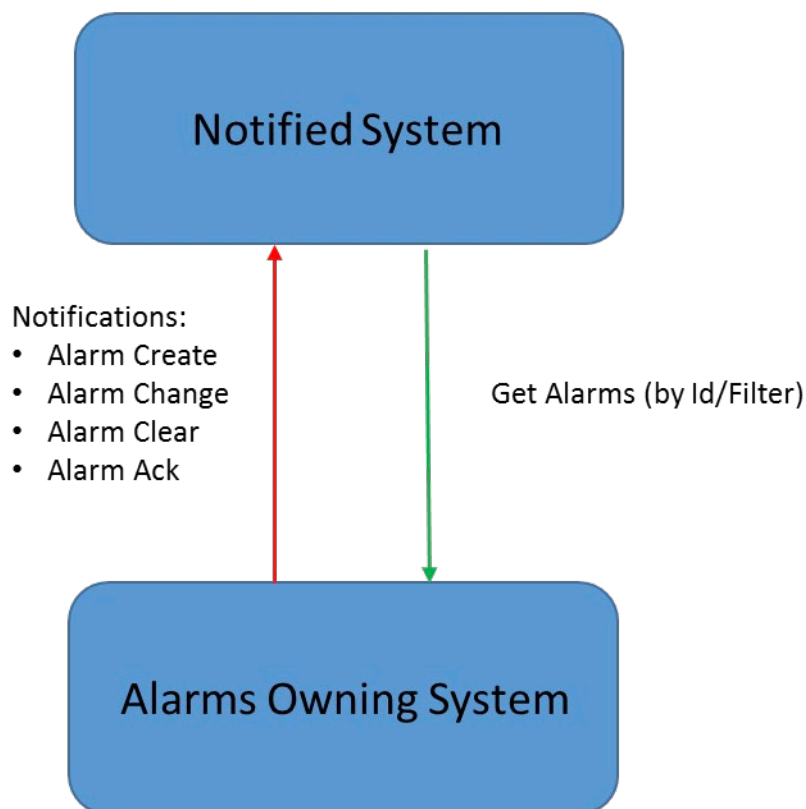 Notified System
Notifications:
• Alarm Create
• Alarm Change
• Alarm Clear
• Alarm Ack
Get Alarms (by Id/Filter)
Alarms Owning System